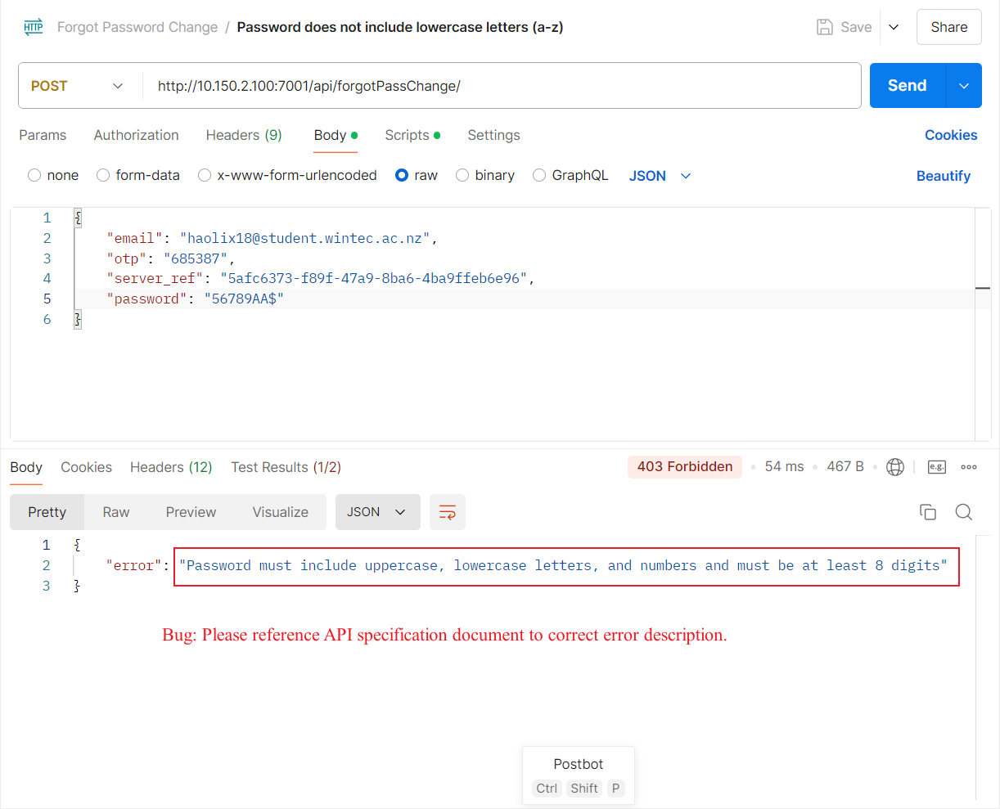 HTTP Forgot Password Change / Password does not include lowercase letters (a-z) Save Share
POST http://10.150.2.100:7001/api/forgotPassChange/ Send
Params Authorization Headers (9) Body Scripts Settings Cookies
none form-data x-www-form-urlencoded raw binary GraphQL JSON Beautify
1 {
2 "email": "haolix18@student.wintec.ac.nz",
3 "otp": "685387",
4 "server_ref": "5afc6373-f89f-47a9-8ba6-4ba9ffeb6e96",
5 "password": "56789AA$"
6 }
Body Cookies Headers (12) Test Results (1/2) 403 Forbidden 54 ms 467 B e.g.
Pretty Raw Preview Visualize JSON
1 {
2 "error": "Password must include uppercase, lowercase letters, and numbers and must be at least 8 digits"
3 }
Bug: Please reference API specification document to correct error description.
Postbot
Ctrl Shift P